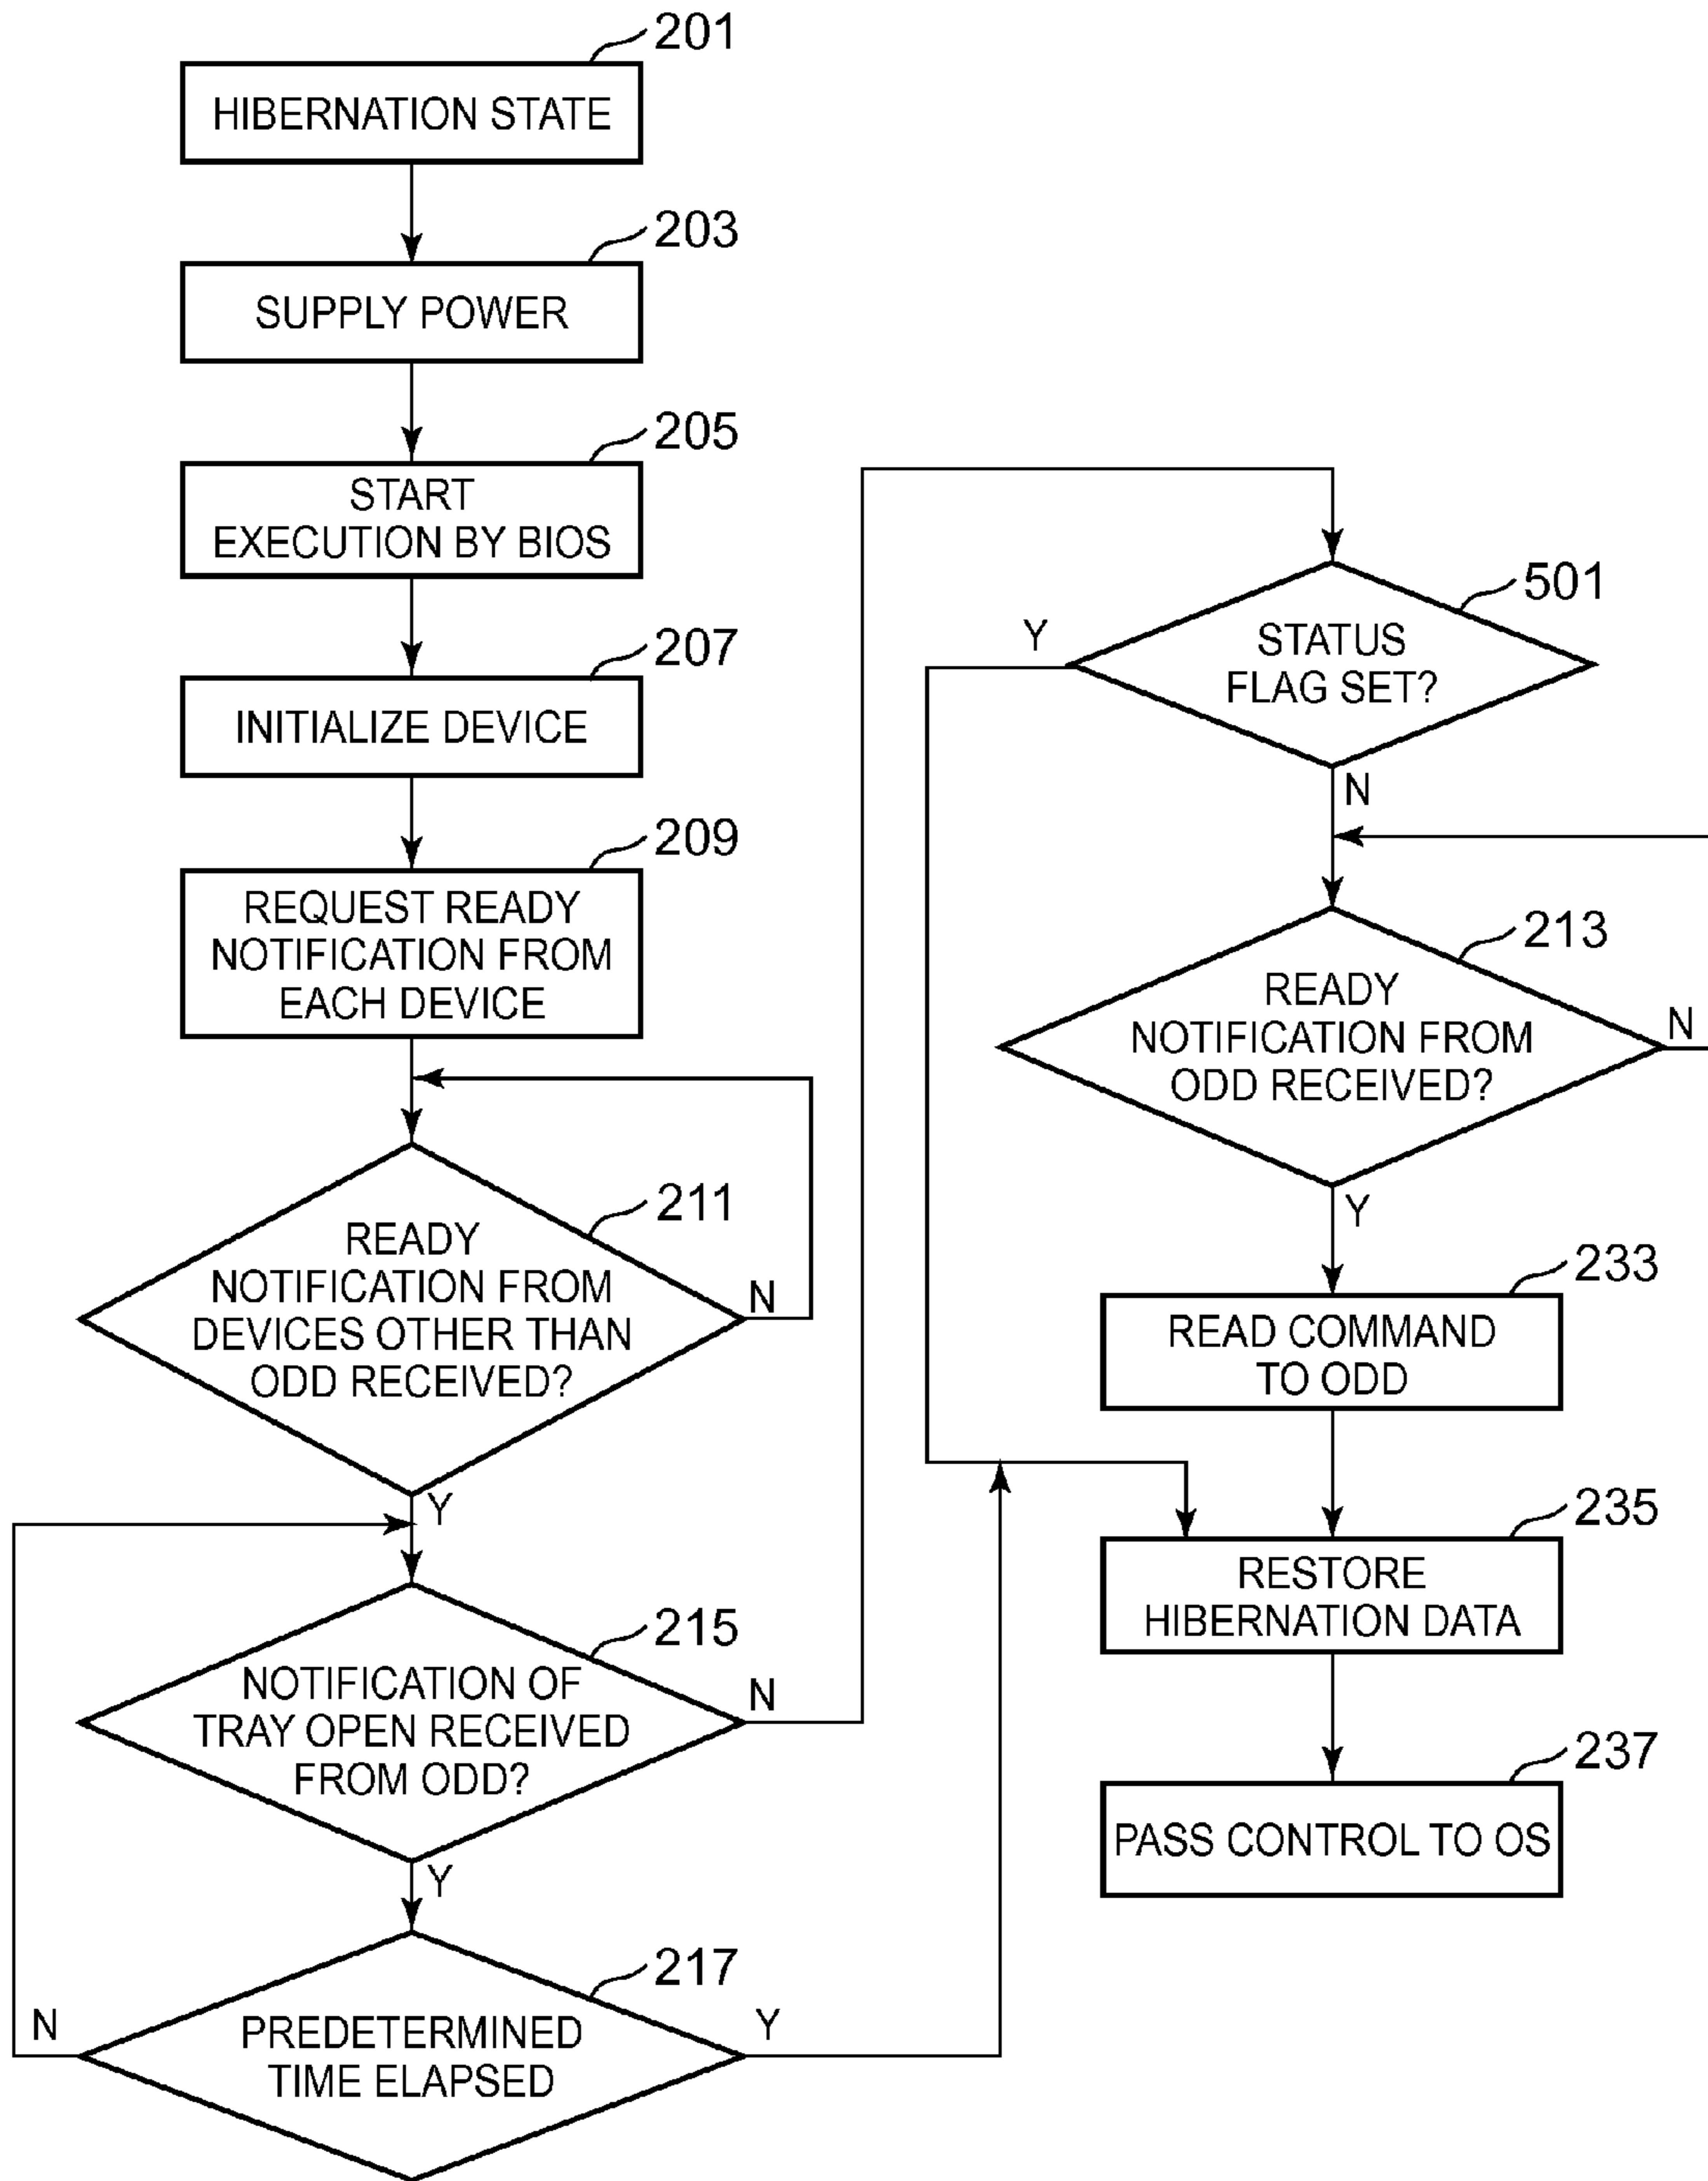 201
HIBERNATION STATE
203
SUPPLY POWER
205
START
EXECUTION BY BIOS
207
INITIALIZE DEVICE
209
REQUEST READY
NOTIFICATION FROM
EACH DEVICE
211
READY
NOTIFICATION FROM
DEVICES OTHER THAN
ODD RECEIVED?
N
Y
215
NOTIFICATION OF
TRAY OPEN RECEIVED
FROM ODD?
N
Y
217
PREDETERMINED
TIME ELAPSED
N
Y
501
STATUS
FLAG SET?
Y
N
213
READY
NOTIFICATION FROM
ODD RECEIVED?
N
Y
233
READ COMMAND
TO ODD
235
RESTORE
HIBERNATION DATA
237
PASS CONTROL TO OS